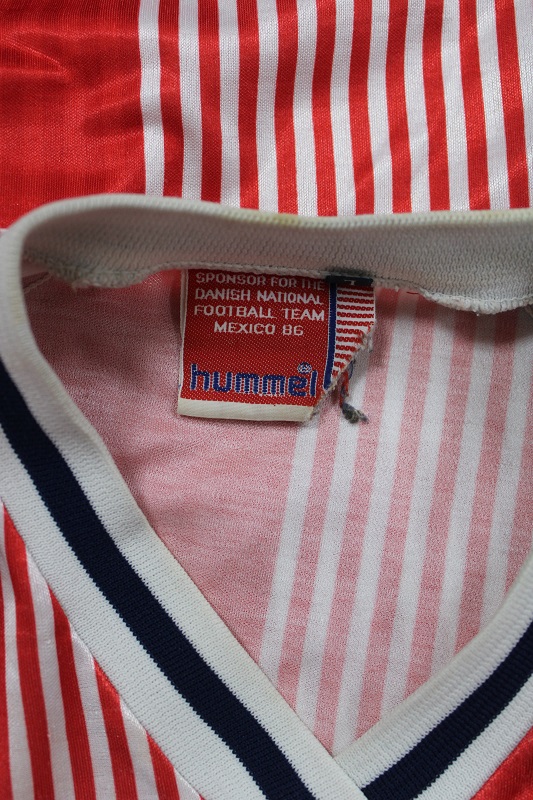 SPONSOR FOR THE
DANISH NATIONAL
FOOTBALL TEAM
MEXICO 86
hummel